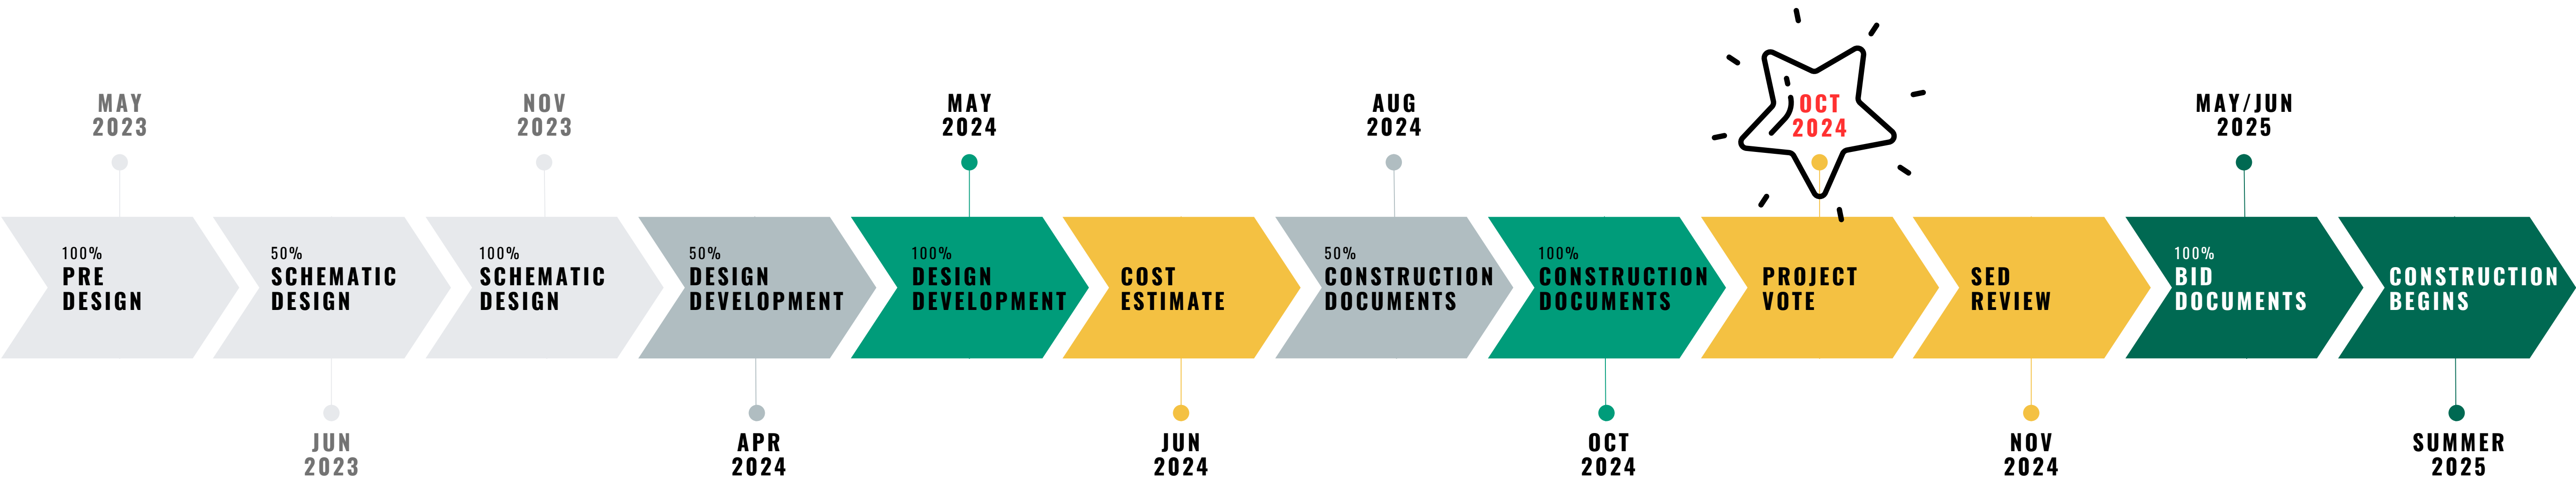 MAY
2023
NOV
2023
MAY
2024
AUG
2024
OCT
2024
MAY/JUN
2025
100%
PRE
DESIGN
50%
SCHEMATIC
DESIGN
100%
SCHEMATIC
DESIGN
50%
DESIGN
DEVELOPMENT
100%
DESIGN
DEVELOPMENT
COST
ESTIMATE
50%
CONSTRUCTION
DOCUMENTS
100%
CONSTRUCTION
DOCUMENTS
PROJECT
VOTE
SED
REVIEW
100%
BID
DOCUMENTS
CONSTRUCTION
BEGINS
JUN
2023
APR
2024
JUN
2024
OCT
2024
NOV
2024
SUMMER
2025